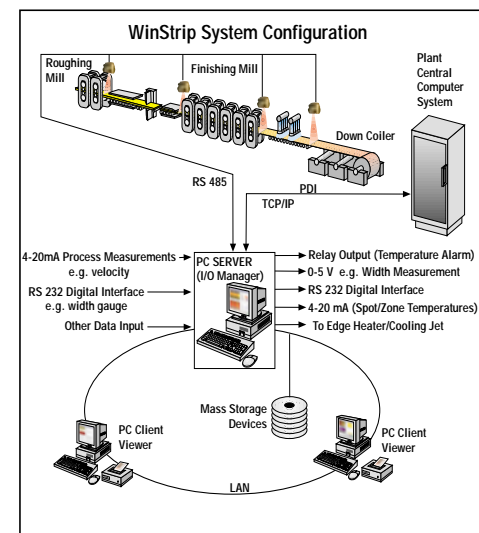 WinStrip System Configuration
Roughing
Mill
Finishing Mill
Plant
Central
Computer
System
Down Coiler
RS 485
PDI
TCP/IP
4-20mA Process Measurements
e.g. velocity
RS 232 Digital Interface
e.g. width gauge
Other Data Input
PC SERVER
(I/O Manager)
Relay Output (Temperature Alarm)
0-5 V e.g. Width Measurement
RS 232 Digital Interface
4-20 mA (Spot/Zone Temperatures)
To Edge Heater/Cooling Jet
Mass Storage
Devices
PC Client
Viewer
PC Client
Viewer
LAN